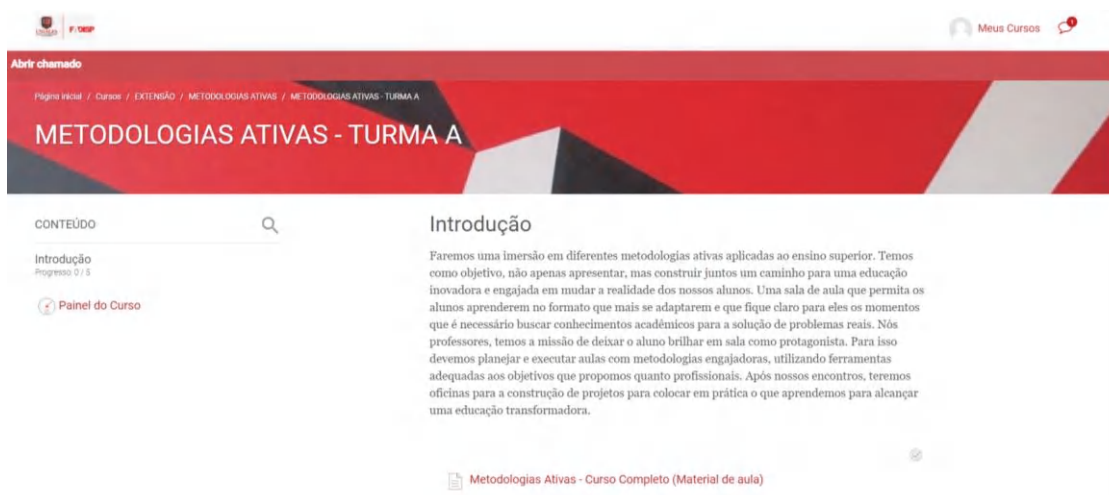 FADISP
Meus Cursos
1
Abrir chamado
Página inicial / Cursos / EXTENSÃO / METODOLOGIAS ATIVAS / METODOLOGIAS ATIVAS - TURMA A
METODOLOGIAS ATIVAS - TURMA A
CONTEÚDO
Introdução
Progresso: 0 / 5
Painel do Curso
Introdução
Faremos uma imersão em diferentes metodologias ativas aplicadas ao ensino superior. Temos
como objetivo, não apenas apresentar, mas construir juntos um caminho para uma educação
inovadora e engajada em mudar a realidade dos nossos alunos. Uma sala de aula que permita os
alunos aprenderem no formato que mais se adaptarem e que fique claro para eles os momentos
que é necessário buscar conhecimentos acadêmicos para a solução de problemas reais. Nós
professores, temos a missão de deixar o aluno brilhar em sala como protagonista. Para isso
devemos planejar e executar aulas com metodologias engajadoras, utilizando ferramentas
adequadas aos objetivos que propomos quanto profissionais. Após nossos encontros, teremos
oficinas para a construção de projetos para colocar em prática o que aprendemos para alcançar
uma educação transformadora.
Metodologias Ativas - Curso Completo (Material de aula)